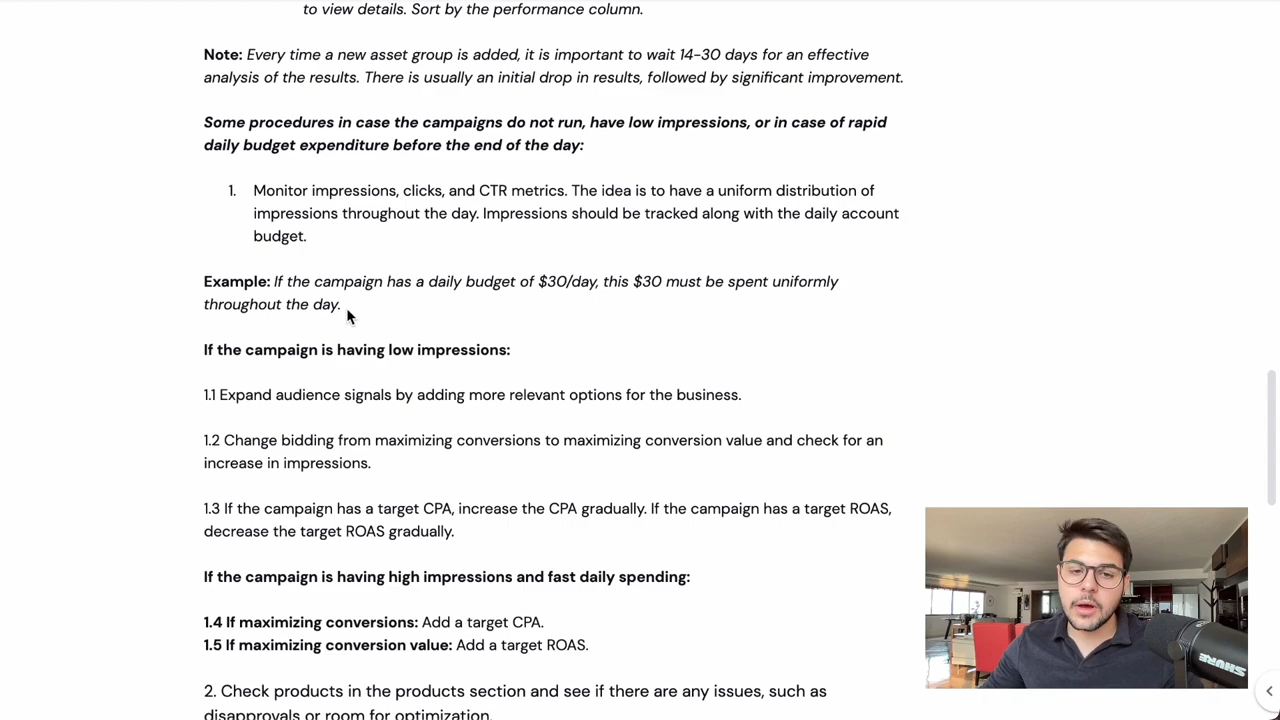 to view details. Sort by the performance column.
Note: Every time a new asset group is added, it is important to wait 14-30 days for an effective
analysis of the results. There is usually an initial drop in results, followed by significant improvement.
Some procedures in case the campaigns do not run, have low impressions, or in case of rapid
daily budget expenditure before the end of the day:
1. Monitor impressions, clicks, and CTR metrics. The idea is to have a uniform distribution of
impressions throughout the day. Impressions should be tracked along with the daily account
budget.
Example: If the campaign has a daily budget of $30/day, this $30 must be spent uniformly
throughout the day.
If the campaign is having low impressions:
1.1 Expand audience signals by adding more relevant options for the business.
1.2 Change bidding from maximizing conversions to maximizing conversion value and check for an
increase in impressions.
1.3 If the campaign has a target CPA, increase the CPA gradually. If the campaign has a target ROAS,
decrease the target ROAS gradually.
If the campaign is having high impressions and fast daily spending:
1.4 If maximizing conversions: Add a target CPA.
1.5 If maximizing conversion value: Add a target ROAS.
2. Check products in the products section and see if there are any issues, such as
disapprovals or room for optimization.
SHURE